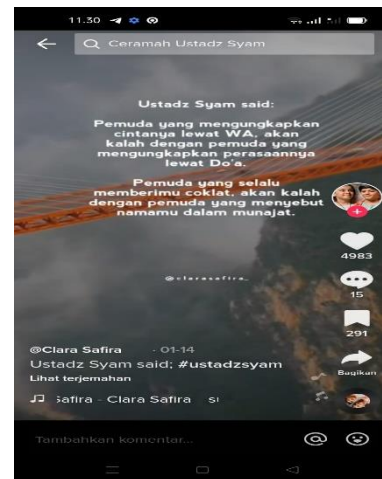 11.30
Ceramah Ustadz Syam
Ustadz Syam said:
Pemuda yang mengungkapkan
cintanya lewat WA, akan
kalah dengan pemuda yang
mengungkapkan perasaannya
lewat Do'a.
Pemuda yang selalu
memberimu coklat, akan kalah
dengan pemuda yang menyebut
namamu dalam munajat.
@clarasafira_
4983
15
291
Bagikan
@Clara Safira · 01-14
Ustadz Syam said; #ustadzsyam
Lihat terjemahan
Safira - Clara Safira
Tambahkan komentar...